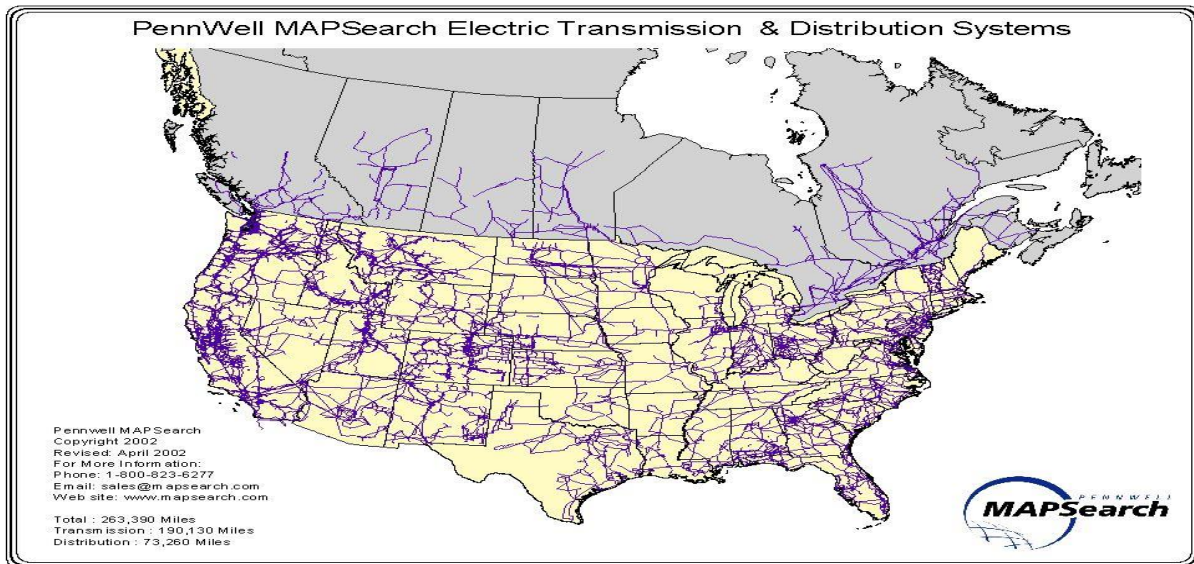 PennWell MAPSearch Electric Transmission & Distribution Systems
Pennwell MAPSearch
Copyright 2002
Revised: April 2002
For More Information:
Phone: 1-800-823-6277
Email: sales@mapsearch.com
Web site: www.mapsearch.com
Total : 263,390 Miles
Transmission : 190,130 Miles
Distribution : 73,260 Miles
PENNWELL
MAPSearch